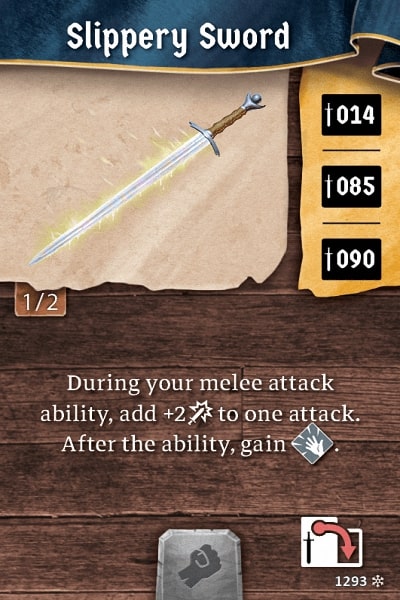 Slippery Sword
014
085
090
1/2
During your melee attack
ability, add +2 to one attack.
After the ability, gain .
1293